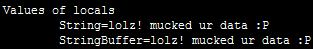 Values of locals
String=lolz! mucked ur data :P
StringBuffer=lolz! mucked ur data :P